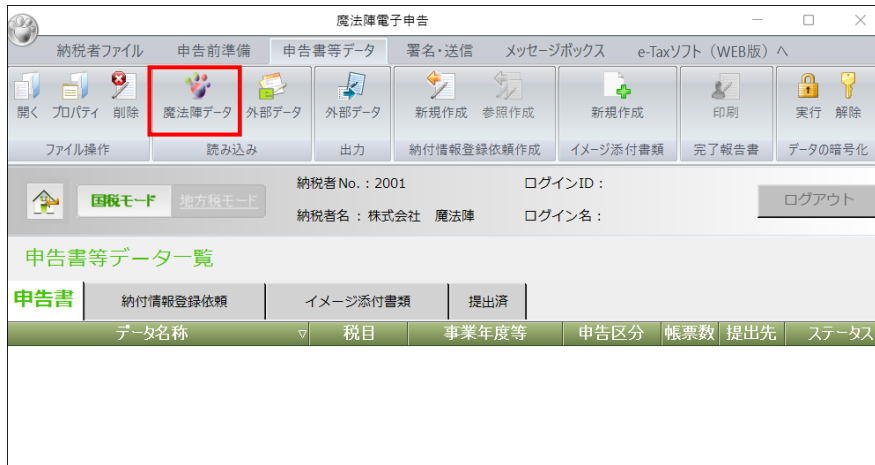 魔法陣電子申告
納税者ファイル 申告前準備 申告書等データ 署名・送信 メッセージボックス e-Taxソフト（WEB版）へ
開く プロパティ 削除 魔法陣データ 外部データ 外部データ 新規作成 参照作成 新規作成 印刷 実行 解除
ファイル操作 読み込み 出力 納付情報登録依頼作成 イメージ添付書類 完了報告書 データの暗号化
納税者No.：2001 ログインID：
国税モード 地方税モード ログアウト
納税者名：株式会社 魔法陣 ログイン名：
申告書等データ一覧
申告書 納付情報登録依頼 イメージ添付書類 提出済
データ名称 ▽ 税目 事業年度等 申告区分 帳票数 提出先 ステータス